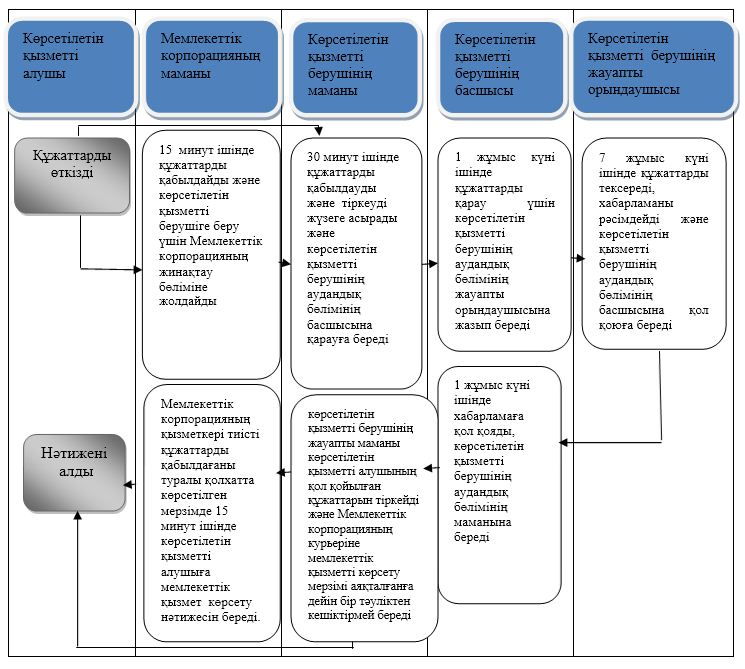 Көрсетілетін
қызметті
алушы
Мемлекеттік
корпорацияның
маманы
Көрсетілетін
қызметті
берушінің
маманы
Көрсетілетін
қызметті
берушінің
басшысы
Көрсетілетін
қызметті берушінің
жауапты
орындаушысы
Құжаттарды
өткізді
15 минут ішінде
құжаттарды
қабылдайды және
көрсетілетін
қызметті
берушіге беру
үшін Мемлекеттік
корпорацияның
жинақтау
бөліміне
жолдайды
30 минут ішінде
құжаттарды
қабылдауды
және тіркеуді
жүзеге асырады
және
көрсетілетін
қызметті
берушінің
аудандық
бөлімінің
басшысына
қарауға береді
1 жұмыс күні
ішінде
құжаттарды
қарау үшін
көрсетілетін
қызметті
берушінің
аудандық
бөлімінің
жауапты
орындаушысына
жазып береді
7 жұмыс күні
ішінде құжаттарды
тексереді,
хабарламаны
рәсімдейді және
көрсетілетін
қызметті
берушінің
аудандық
бөлімінің
басшысына қол
қоюға береді
1 жұмыс күні
ішінде
хабарламаға
қол қояды,
көрсетілетін
қызметті
берушінің
аудандық
бөлімінің
маманына
береді
көрсетілетін
қызметті берушінің
жауапты маманы
көрсетілетін
қызметті алушының
қол қойылған
құжаттарын тіркейді
және Мемлекеттік
корпорацияның
курьеріне
мемлекеттік
қызметті көрсету
мерзімі аяқталғанға
дейін бір тәуліктен
кешіктірмей береді
Мемлекеттік
корпорацияның
қызметкері тиісті
құжаттарды
қабылдағаны
туралы қолхатта
көрсетілген
мерзімде 15
минут ішінде
көрсетілетін
қызметті
алушыға
мемлекеттік
қызмет көрсету
нәтижесін береді.
Нәтижені
алды